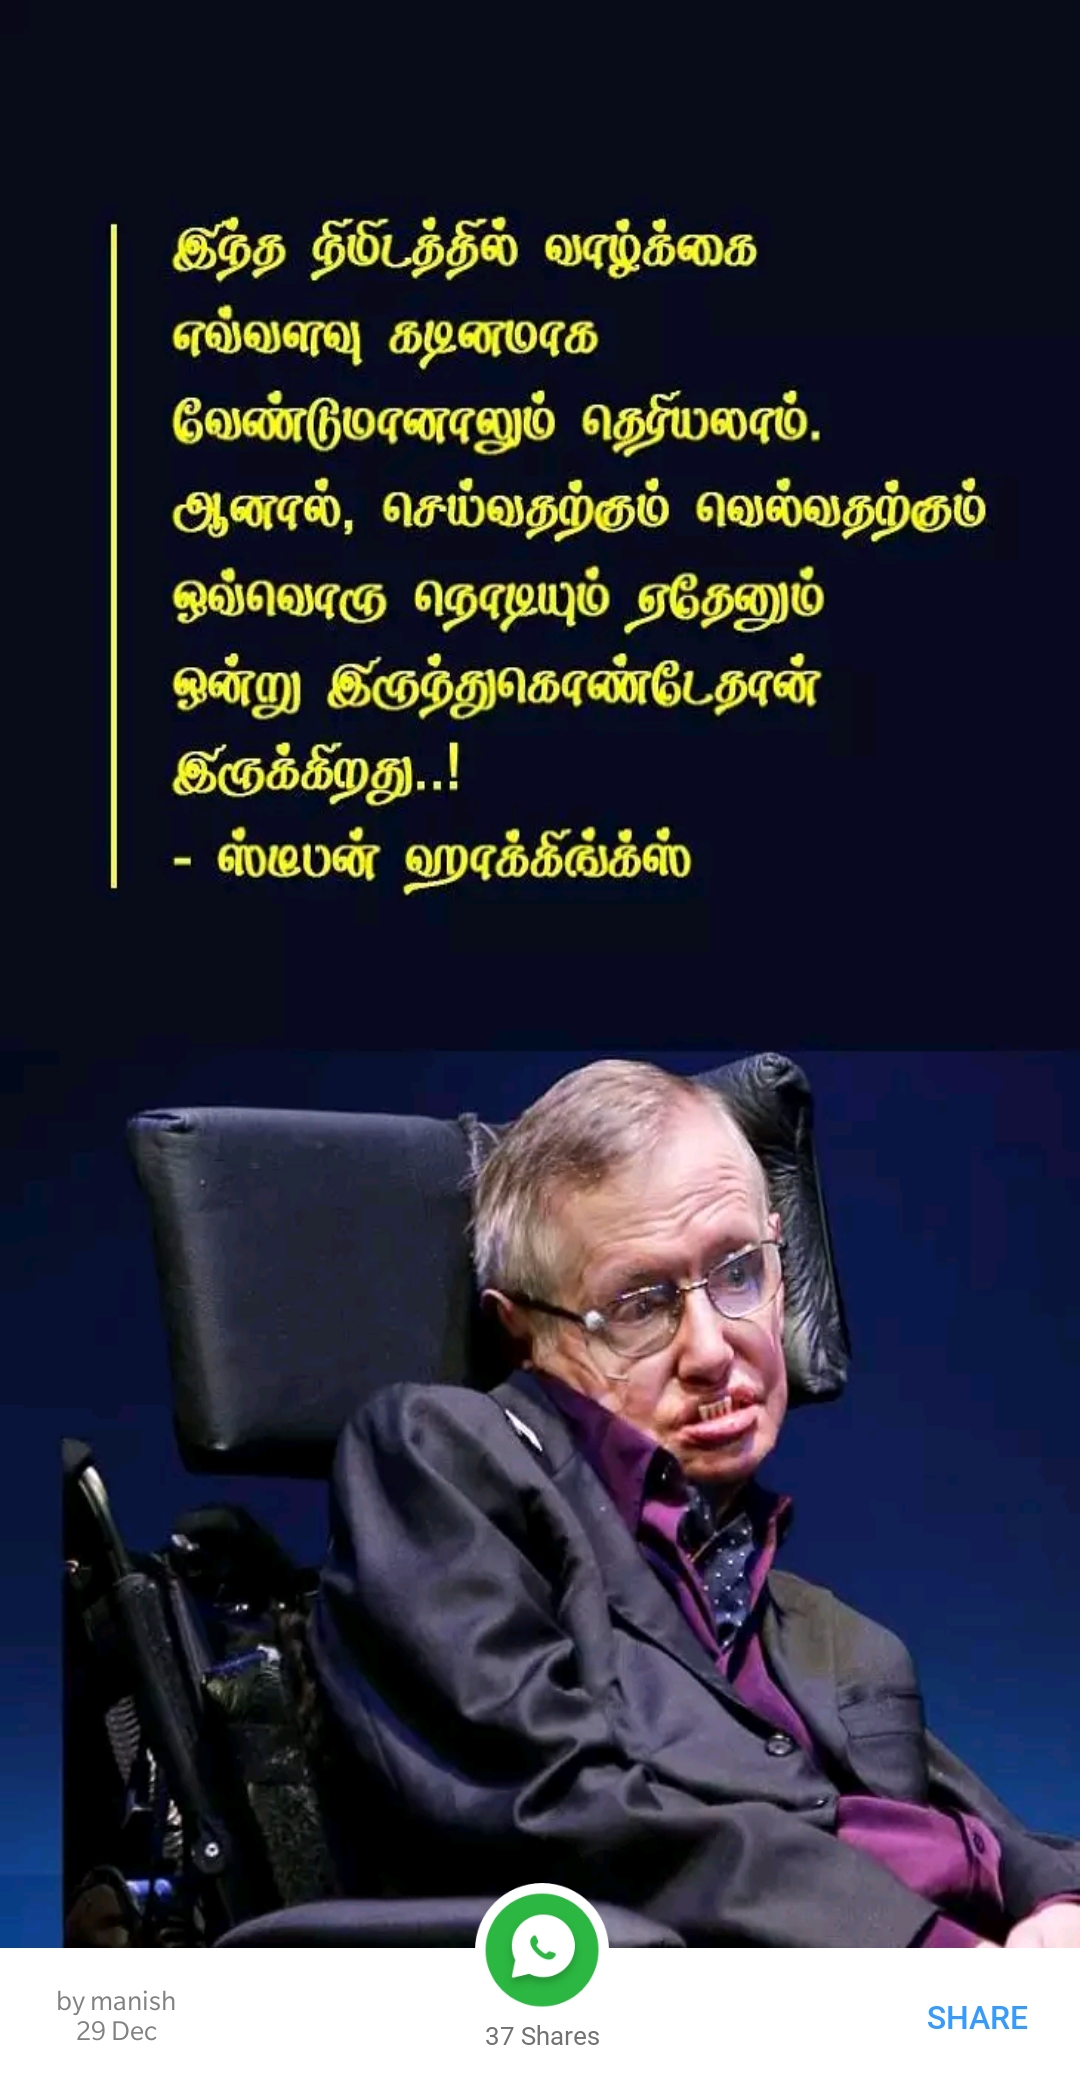 இந்த நிமிடத்தில் வாழ்க்கை
எவ்வளவு கடினமாக
வேண்டுமானாலும் தெரியலாம்.
ஆனால், செய்வதற்கும் வெல்வதற்கும்
ஒவ்வொரு நொடியும் ஏதேனும்
ஒன்று இருந்துகொண்டேதான்
இருக்கிறது..!
- ஸ்டீபன் ஹாக்கிங்க்ஸ்
by manish
29 Dec
37 Shares
SHARE